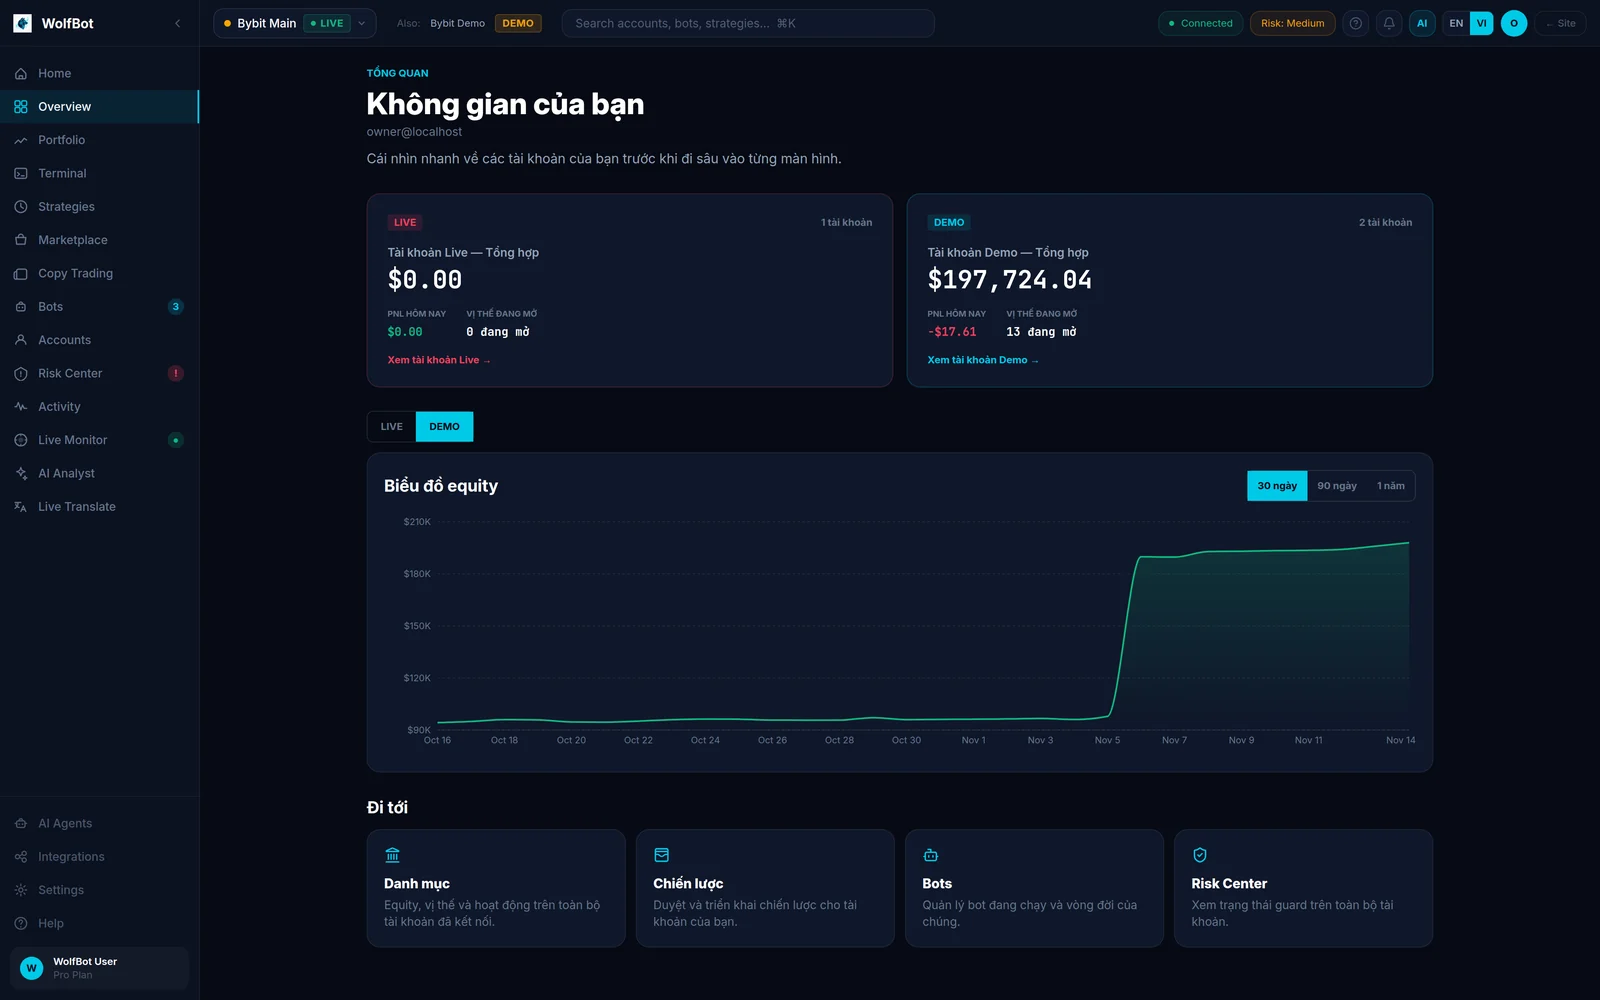 WolfBot
Bybit Main
LIVE
Also:
Bybit Demo
DEMO
Search accounts, bots, strategies... ⌘K
Connected
Risk: Medium
AI
EN
VI
O
← Site
Home
Overview
Portfolio
Terminal
Strategies
Marketplace
Copy Trading
Bots
3
Accounts
Risk Center
!
Activity
Live Monitor
AI Analyst
Live Translate
AI Agents
Integrations
Settings
Help
W
WolfBot User
Pro Plan
TỔNG QUAN
Không gian của bạn
owner@localhost
Cái nhìn nhanh về các tài khoản của bạn trước khi đi sâu vào từng màn hình.
LIVE
1 tài khoản
Tài khoản Live — Tổng hợp
$0.00
PNL HÔM NAY
VỊ THẾ ĐANG MỞ
$0.00
0 đang mở
Xem tài khoản Live →
DEMO
2 tài khoản
Tài khoản Demo — Tổng hợp
$197,724.04
PNL HÔM NAY
VỊ THẾ ĐANG MỞ
-$17.61
13 đang mở
Xem tài khoản Demo →
LIVE
DEMO
Biểu đồ equity
30 ngày
90 ngày
1 năm
$210K
$180K
$150K
$120K
$90K
Oct 16
Oct 18
Oct 20
Oct 22
Oct 24
Oct 26
Oct 28
Oct 30
Nov 1
Nov 3
Nov 5
Nov 7
Nov 9
Nov 11
Nov 14
Đi tới
Danh mục
Equity, vị thế và hoạt động trên toàn bộ
tài khoản đã kết nối.
Chiến lược
Duyệt và triển khai chiến lược cho tài
khoản của bạn.
Bots
Quản lý bot đang chạy và vòng đời của
chúng.
Risk Center
Xem trạng thái guard trên toàn bộ tài
khoản.